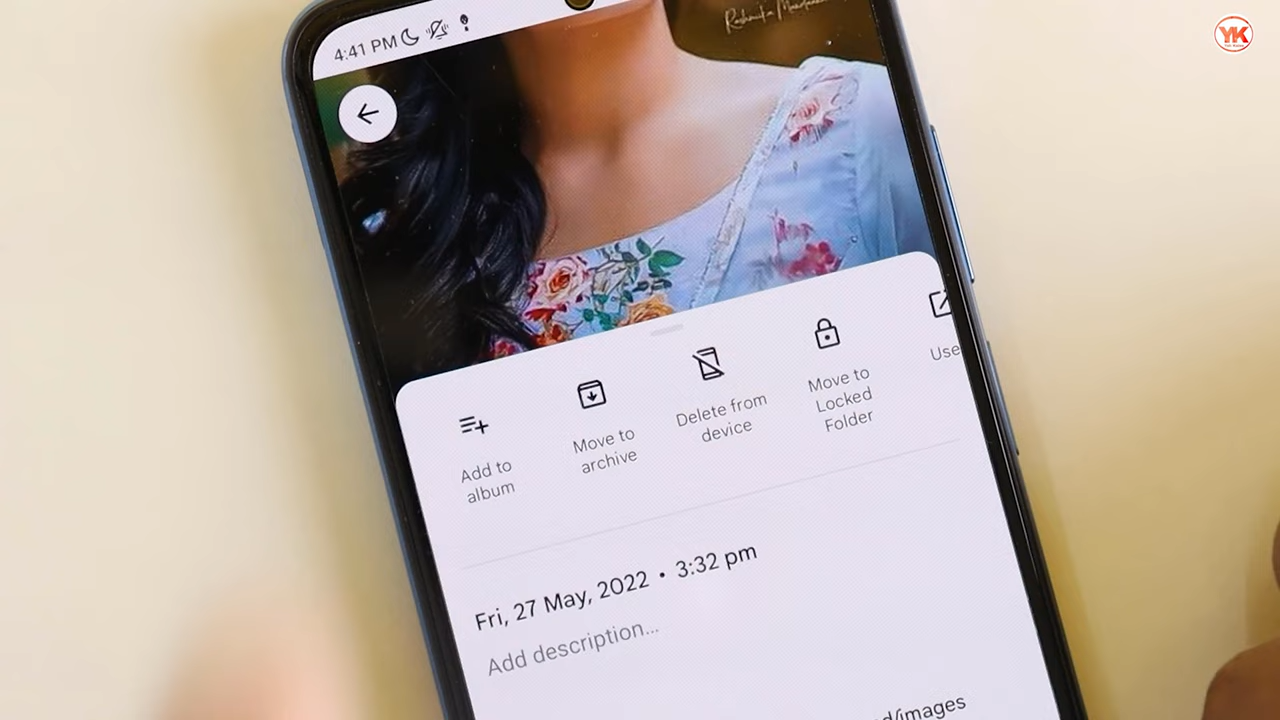 YK
4:41 PM
Add to
album
Move to
archive
Delete from
device
Move to
Locked
Folder
Use
Fri, 27 May, 2022 • 3:32 pm
Add description...
d/images